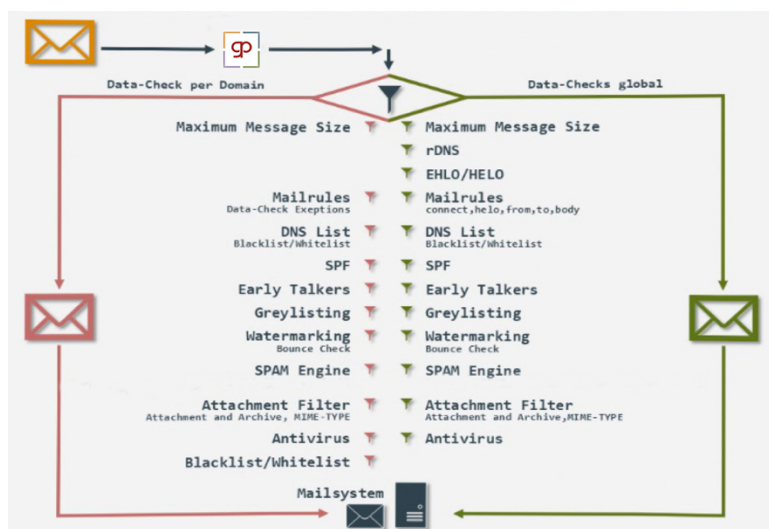 gp
Data-Check per Domain
Data-Checks global
Maximum Message Size
Maximum Message Size
rDNS
EHLO/HELO
Mailrules
Data-Check Exeptions
Mailrules
connect,helo,from,to,body
DNS List
Blacklist/Whitelist
DNS List
Blacklist/Whitelist
SPF
SPF
Early Talkers
Early Talkers
Greylisting
Greylisting
Watermarking
Bounce Check
Watermarking
Bounce Check
SPAM Engine
SPAM Engine
Attachment Filter
Attachment and Archive, MIME-TYPE
Attachment Filter
Attachment and Archive,MIME-TYPE
Antivirus
Antivirus
Blacklist/Whitelist
Mailsystem